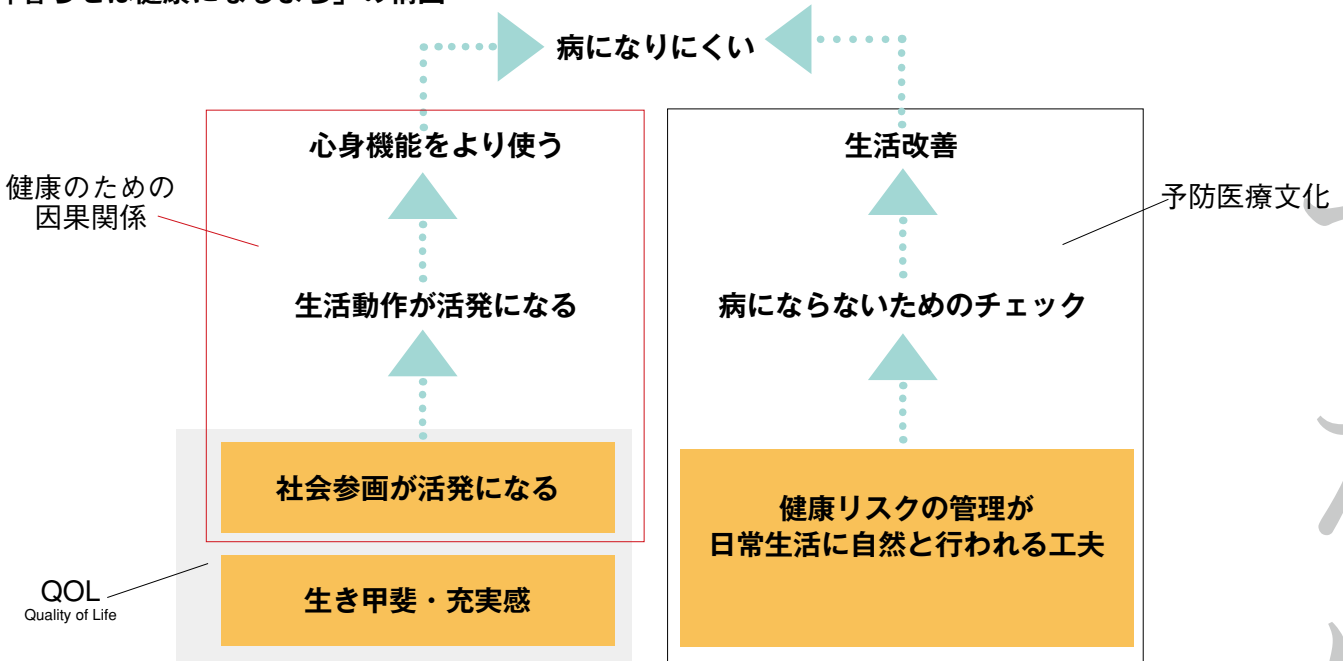 病になりにくい
心身機能をより使う
生活改善
健康のための
因果関係
予防医療文化
生活動作が活発になる
病にならないためのチェック
社会参画が活発になる
健康リスクの管理が
日常生活に自然と行われる工夫
生き甲斐・充実感
QOL
Quality of Life